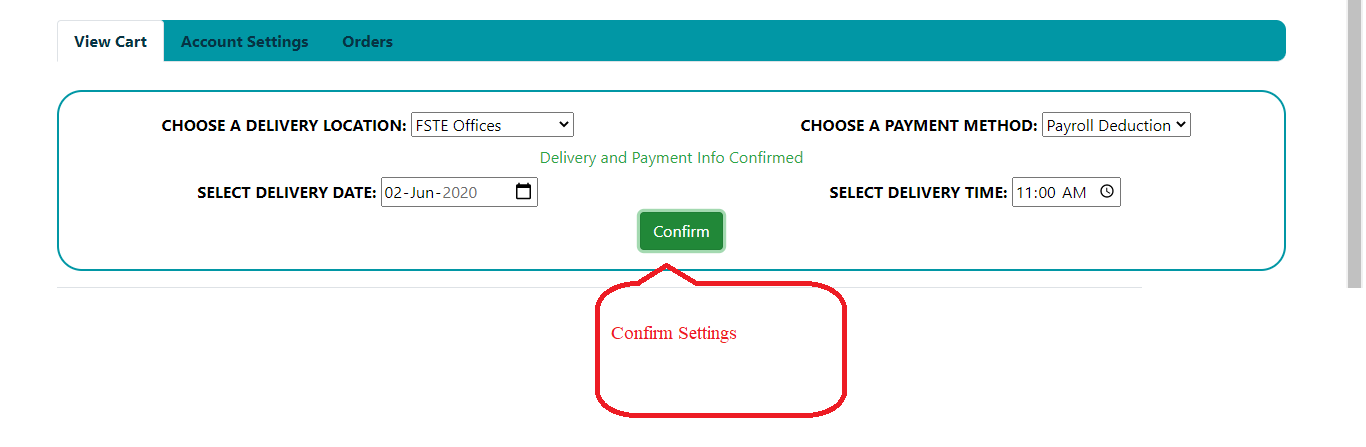 View Cart Account Settings Orders
CHOOSE A DELIVERY LOCATION: FSTE Offices CHOOSE A PAYMENT METHOD: Payroll Deduction
Delivery and Payment Info Confirmed
SELECT DELIVERY DATE: 02-Jun-2020 SELECT DELIVERY TIME: 11:00 AM
Confirm
Confirm Settings